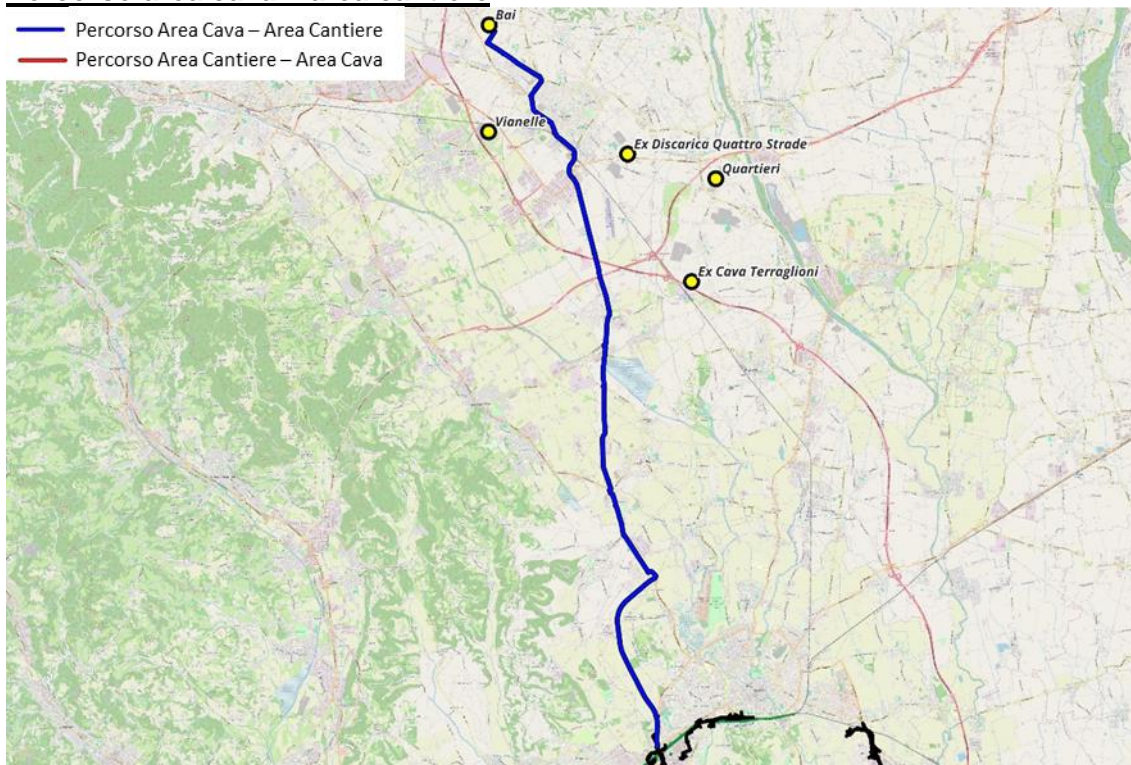 Percorso Area Cava – Area Cantiere
Percorso Area Cantiere – Area Cava
Bai
Vianelle
Ex Discarica Quattro Strade
Quartieri
Ex Cava Terraglioni